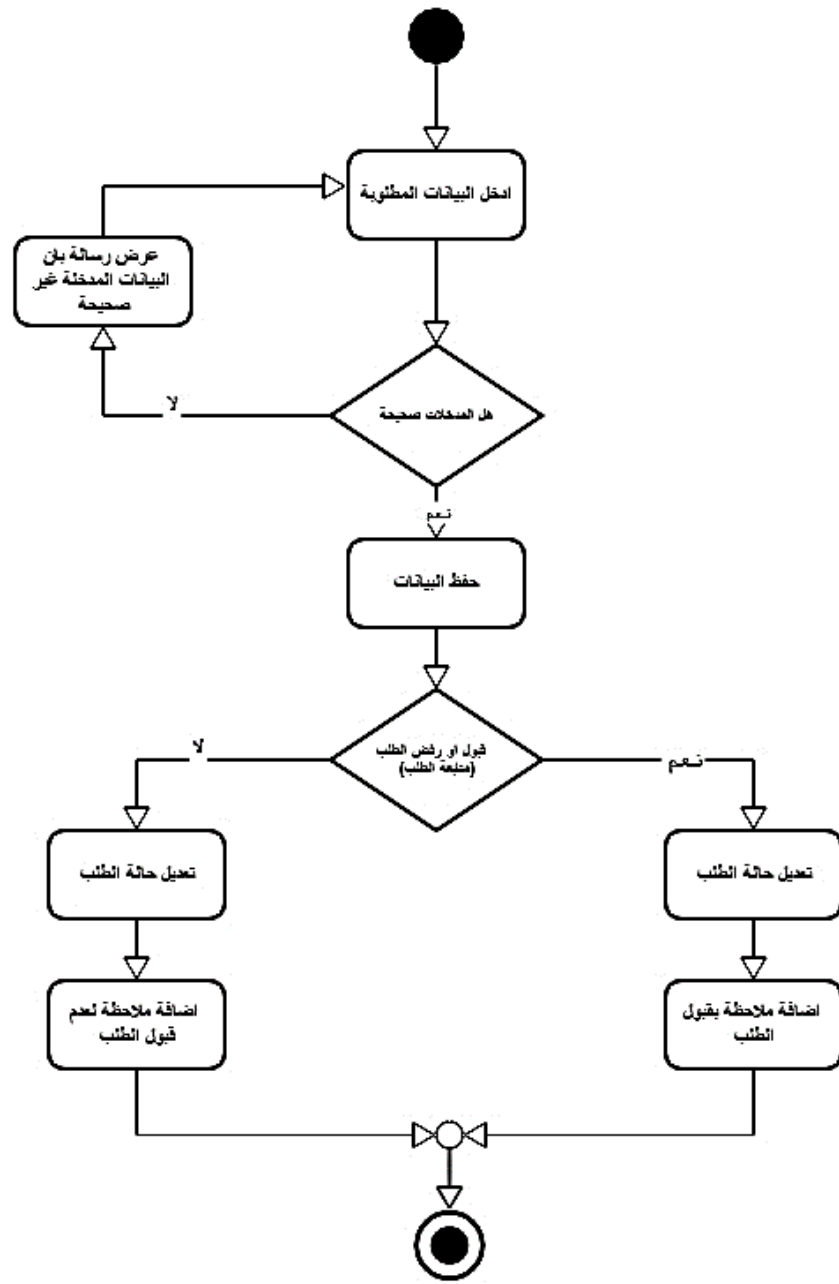 ادخل البيانات المطلوبة
عرض رسالة بان
البيانات المدخلة غير
صحيحة
هل المدخلات صحيحة
لا
نعم
حفظ البيانات
قبول او رفض الطلب
(متابعة الطلب)
نعم
لا
تعديل حالة الطلب
تعديل حالة الطلب
اضافة ملاحظة بقبول
الطلب
اضافة ملاحظة لعدم
قبول الطلب